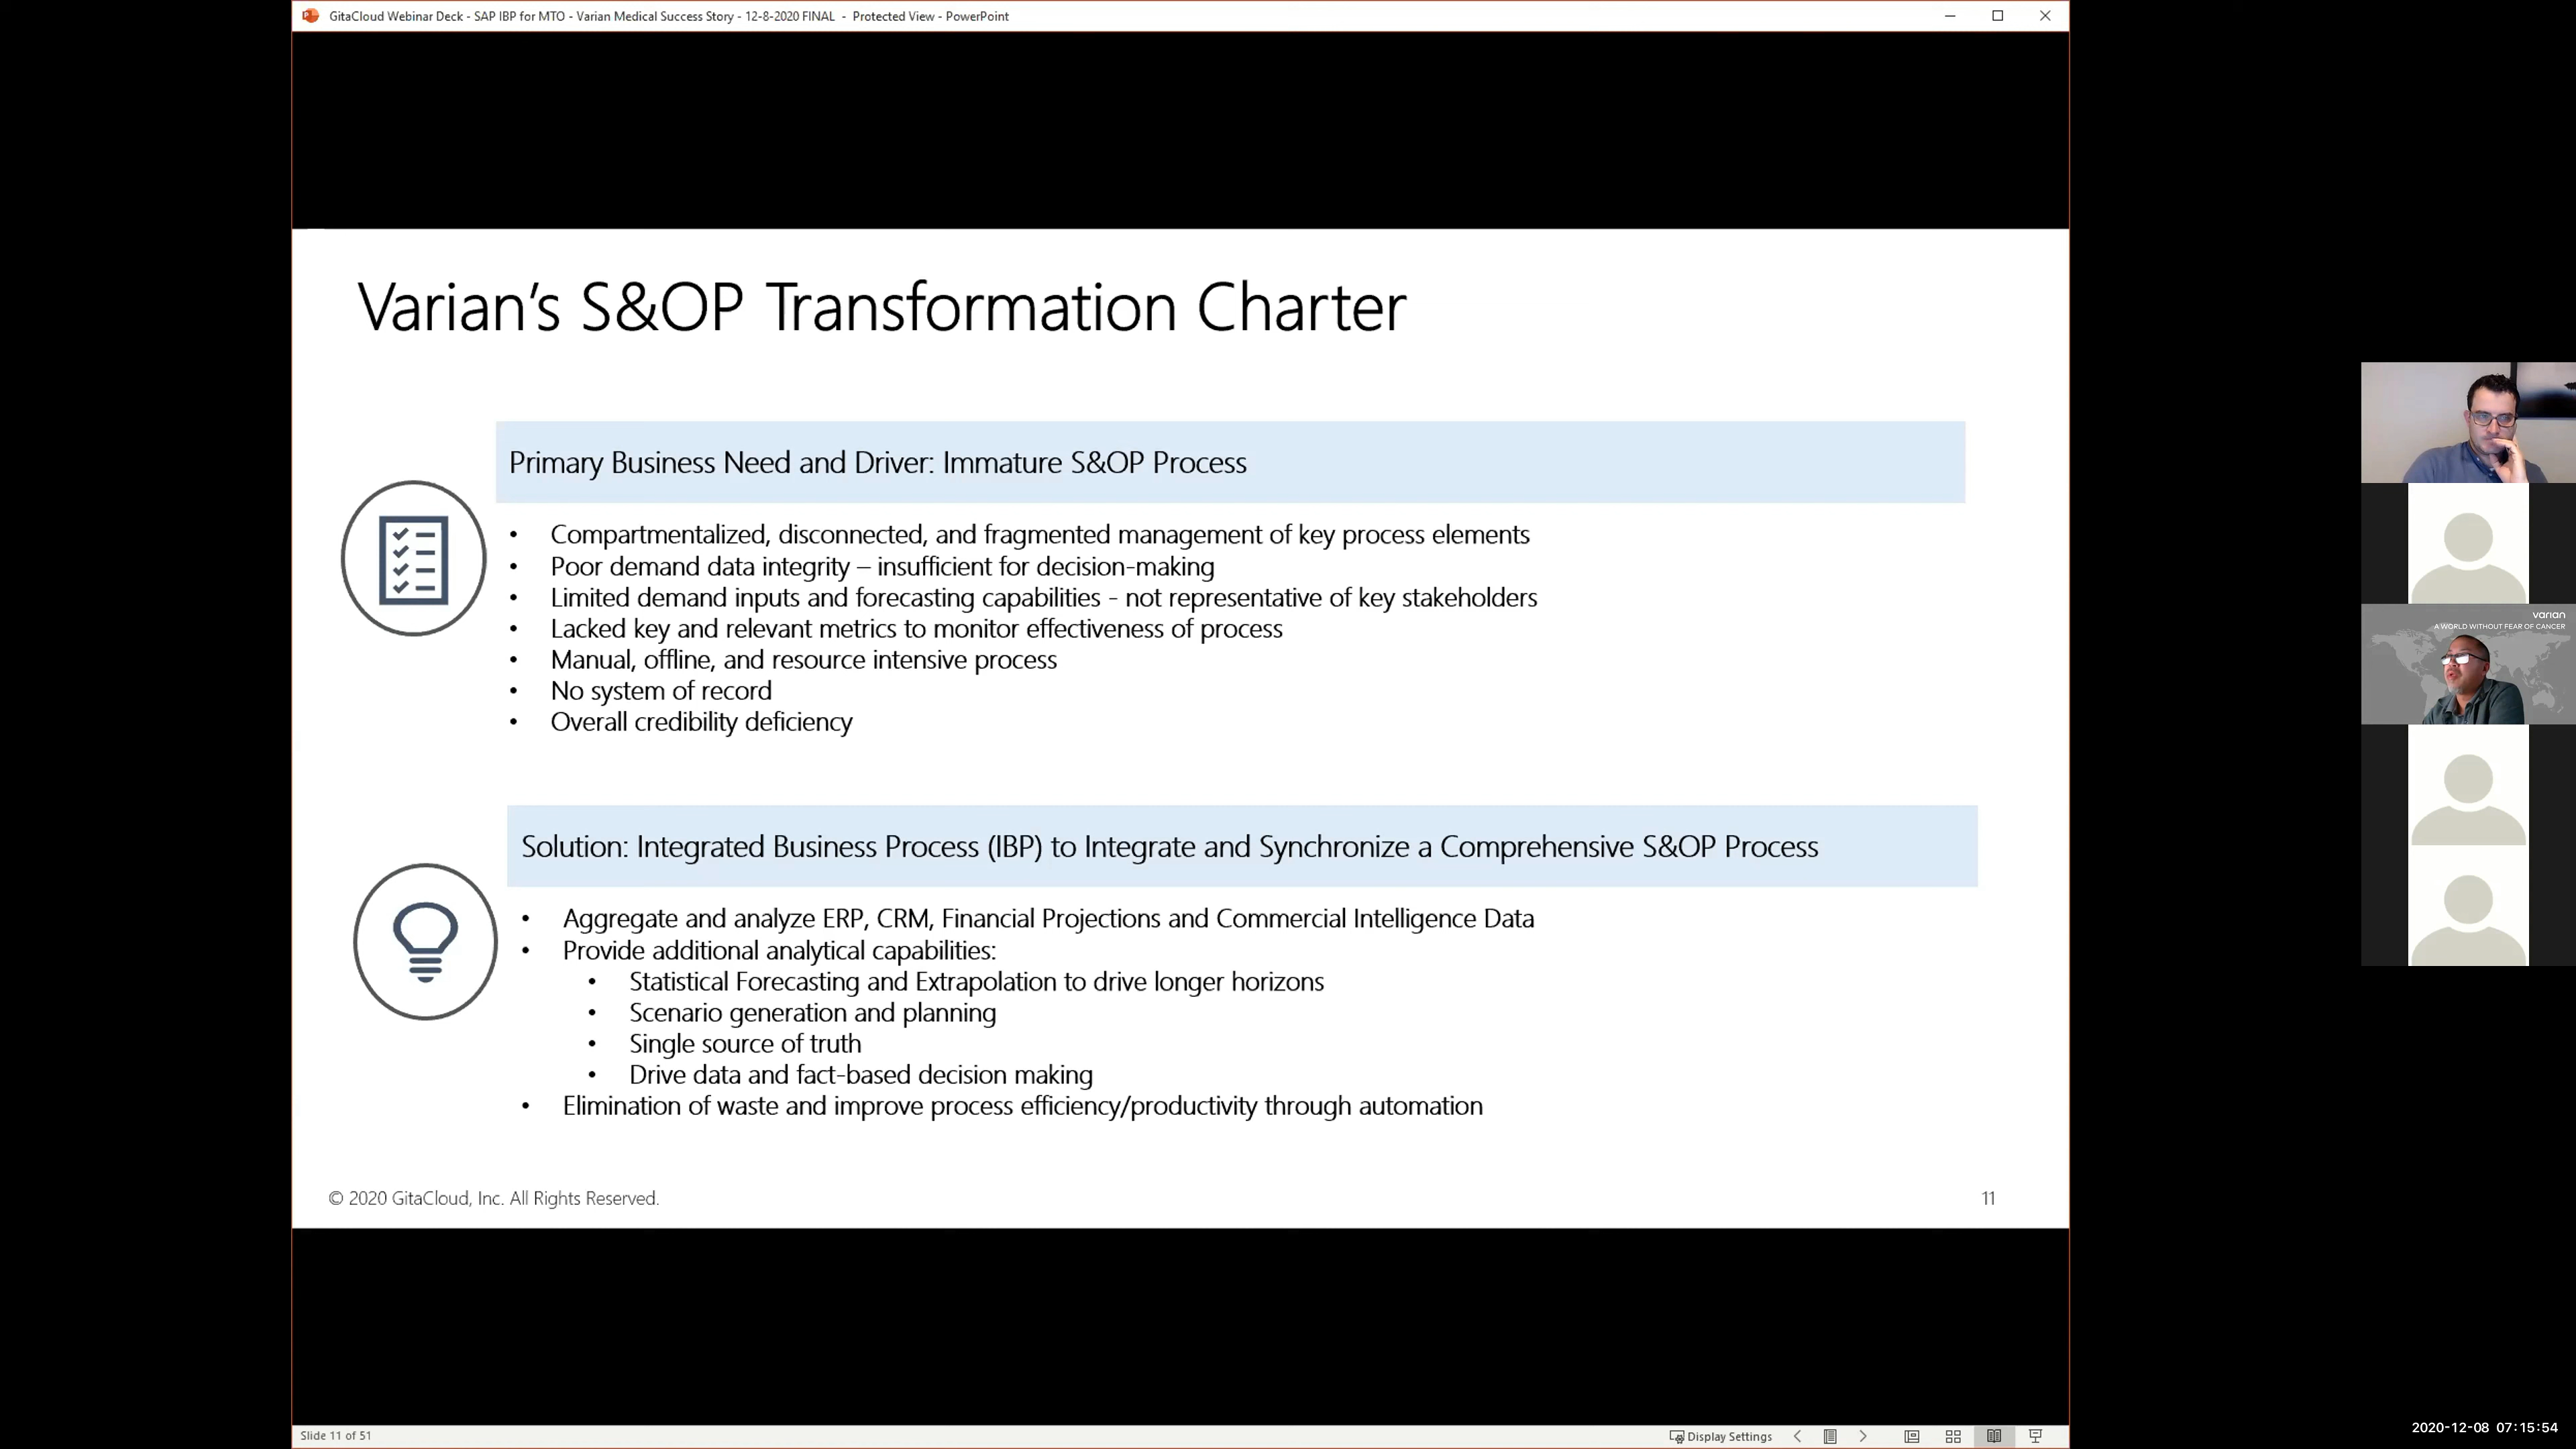 GitaCloud Webinar Deck - SAP IBP for MTO - Varian Medical Success Story - 12-8-2020 FINAL - Protected View - PowerPoint
Varian's S&OP Transformation Charter
Primary Business Need and Driver: Immature S&OP Process
• Compartmentalized, disconnected, and fragmented management of key process elements
• Poor demand data integrity – insufficient for decision-making
• Limited demand inputs and forecasting capabilities - not representative of key stakeholders
• Lacked key and relevant metrics to monitor effectiveness of process
• Manual, offline, and resource intensive process
• No system of record
• Overall credibility deficiency
Solution: Integrated Business Process (IBP) to Integrate and Synchronize a Comprehensive S&OP Process
• Aggregate and analyze ERP, CRM, Financial Projections and Commercial Intelligence Data
• Provide additional analytical capabilities:
• Statistical Forecasting and Extrapolation to drive longer horizons
• Scenario generation and planning
• Single source of truth
• Drive data and fact-based decision making
• Elimination of waste and improve process efficiency/productivity through automation
© 2020 GitaCloud, Inc. All Rights Reserved.
11
varian
A WORLD WITHOUT FEAR OF CANCER
Slide 11 of 51
Display Settings
2020-12-08 07:15:54